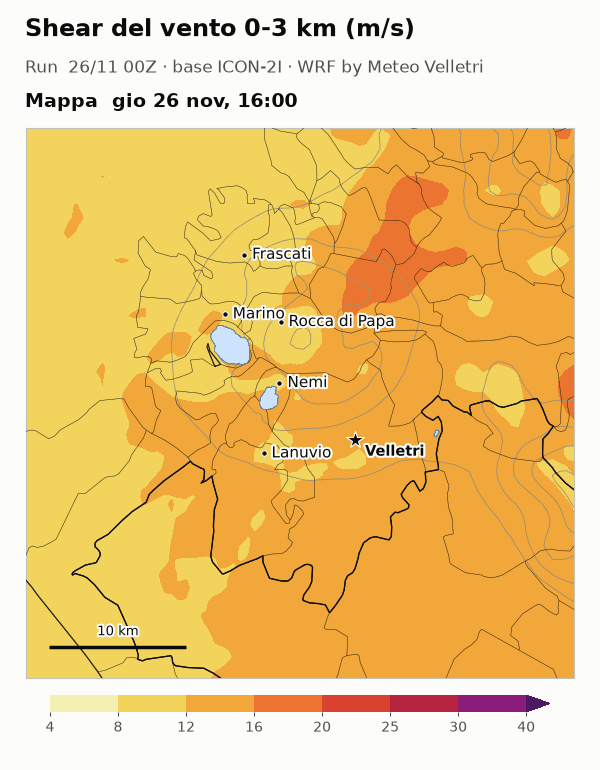 Shear del vento 0-3 km (m/s)
Run  26/11 00Z · base ICON-2I · WRF by Meteo Velletri
Mappa  gio 26 nov, 16:00
Frascati
Marino
Rocca di Papa
Nemi
Velletri
Lanuvio
10 km
4 8 12 16 20 25 30 40